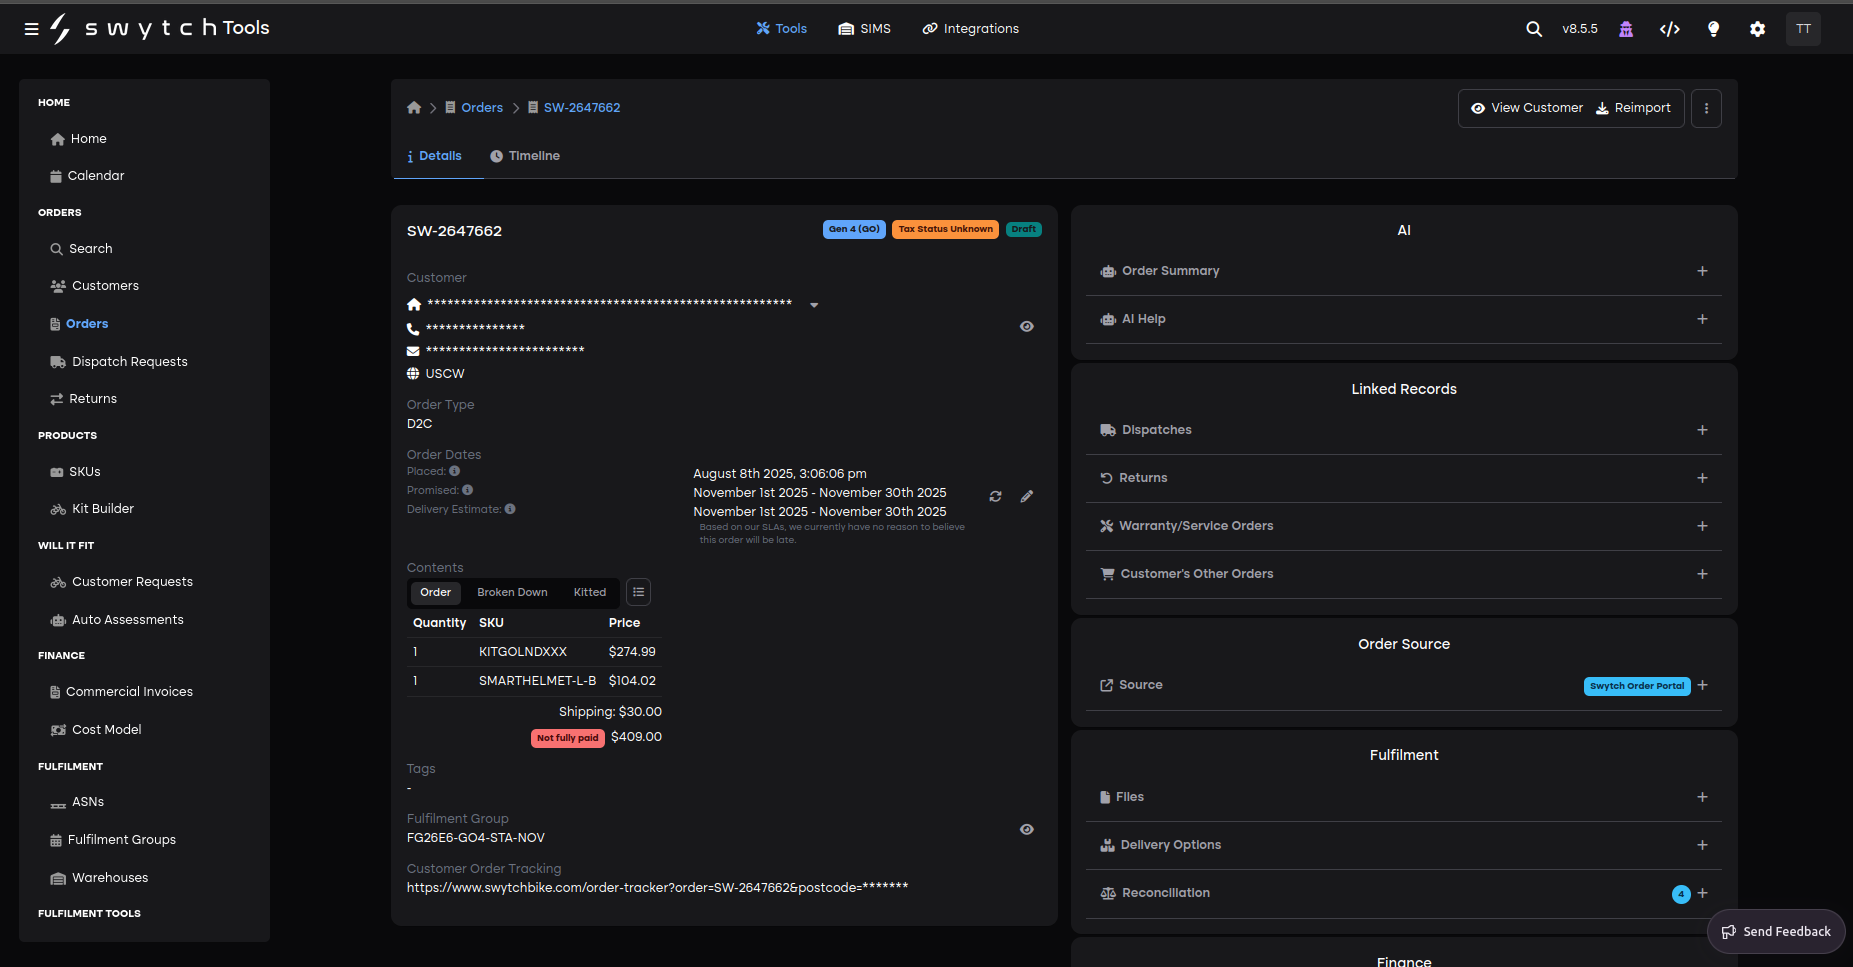 swytch Tools
Tools
SIMS
Integrations
v8.5.5
TT
HOME
Home
Calendar
ORDERS
Search
Customers
Orders
Dispatch Requests
Returns
PRODUCTS
SKUs
Kit Builder
WILL IT FIT
Customer Requests
Auto Assessments
FINANCE
Commercial Invoices
Cost Model
FULFILMENT
ASNs
Fulfilment Groups
Warehouses
FULFILMENT TOOLS
Orders
SW-2647662
View Customer
Reimport
Details
Timeline
SW-2647662
Gen 4 (GO)
Tax Status Unknown
Draft
Customer
*******************************************************
***************
************************
USCW
Order Type
D2C
Order Dates
Placed:
August 8th 2025, 3:06:06 pm
Promised:
November 1st 2025 - November 30th 2025
Delivery Estimate:
November 1st 2025 - November 30th 2025
Based on our SLAs, we currently have no reason to believe
this order will be late.
Contents
Order
Broken Down
Kitted
Quantity SKU Price
1 KITGOLNDXXX $274.99
1 SMARTHELMET-L-B $104.02
Shipping: $30.00
Not fully paid $409.00
Tags
-
Fulfilment Group
FG26E6-GO4-STA-NOV
Customer Order Tracking
https://www.swytchbike.com/order-tracker?order=SW-2647662&postcode=*******
AI
Order Summary
AI Help
Linked Records
Dispatches
Returns
Warranty/Service Orders
Customer's Other Orders
Order Source
Source
Swytch Order Portal
Fulfilment
Files
Delivery Options
Reconciliation
4
Finance
Send Feedback